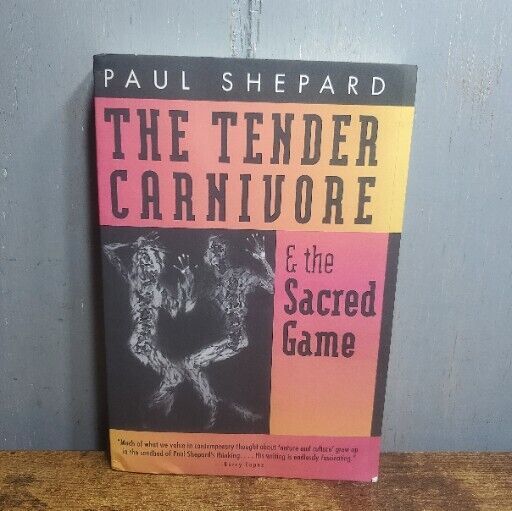 PAUL SHEPARD
THE TENDER
CARNIVORE
& the
Sacred
Game
"Much of what we value in contemporary thought about 'nature and culture' grew up
in the seedbed of Paul Shepard's thinking. . . . His writing is endlessly fascinating."
Barry Lopez